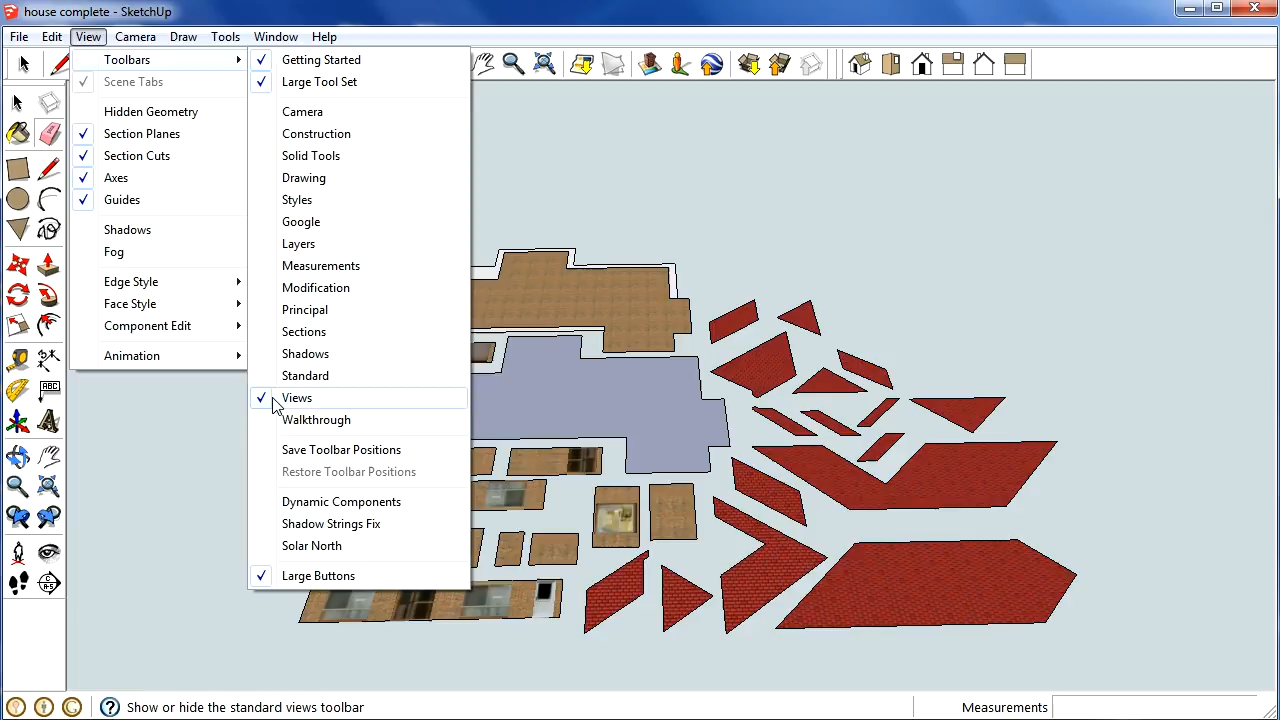 house complete - SketchUp
File Edit View Camera Draw Tools Window Help
Toolbars
Scene Tabs
Hidden Geometry
Section Planes
Section Cuts
Axes
Guides
Shadows
Fog
Edge Style
Face Style
Component Edit
Animation
Getting Started
Large Tool Set
Camera
Construction
Solid Tools
Drawing
Styles
Google
Layers
Measurements
Modification
Principal
Sections
Shadows
Standard
Views
Walkthrough
Save Toolbar Positions
Restore Toolbar Positions
Dynamic Components
Shadow Strings Fix
Solar North
Large Buttons
ABC
Show or hide the standard views toolbar
Measurements